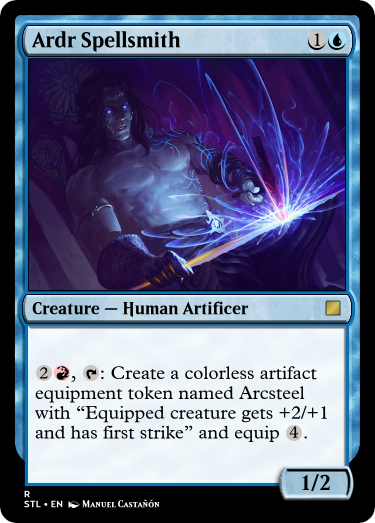 Ardr Spellsmith 1
Creature — Human Artificer
2, : Create a colorless artifact
equipment token named Arcsteel
with “Equipped creature gets +2/+1
and has first strike” and equip 4.
1/2
R
STL • EN Manuel Castañón